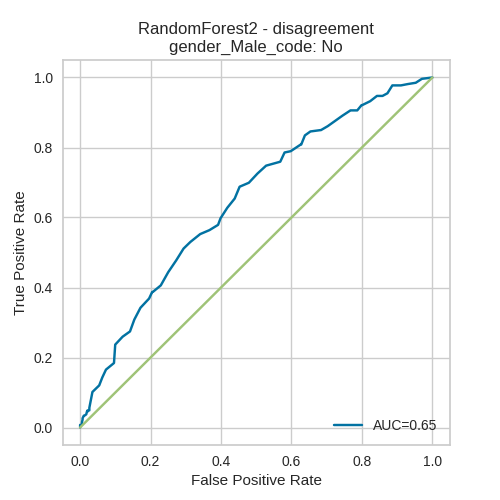 RandomForest2 - disagreement
gender_Male_code: No
True Positive Rate
1.0
0.8
0.6
0.4
0.2
0.0
AUC=0.65
0.0 0.2 0.4 0.6 0.8 1.0
False Positive Rate